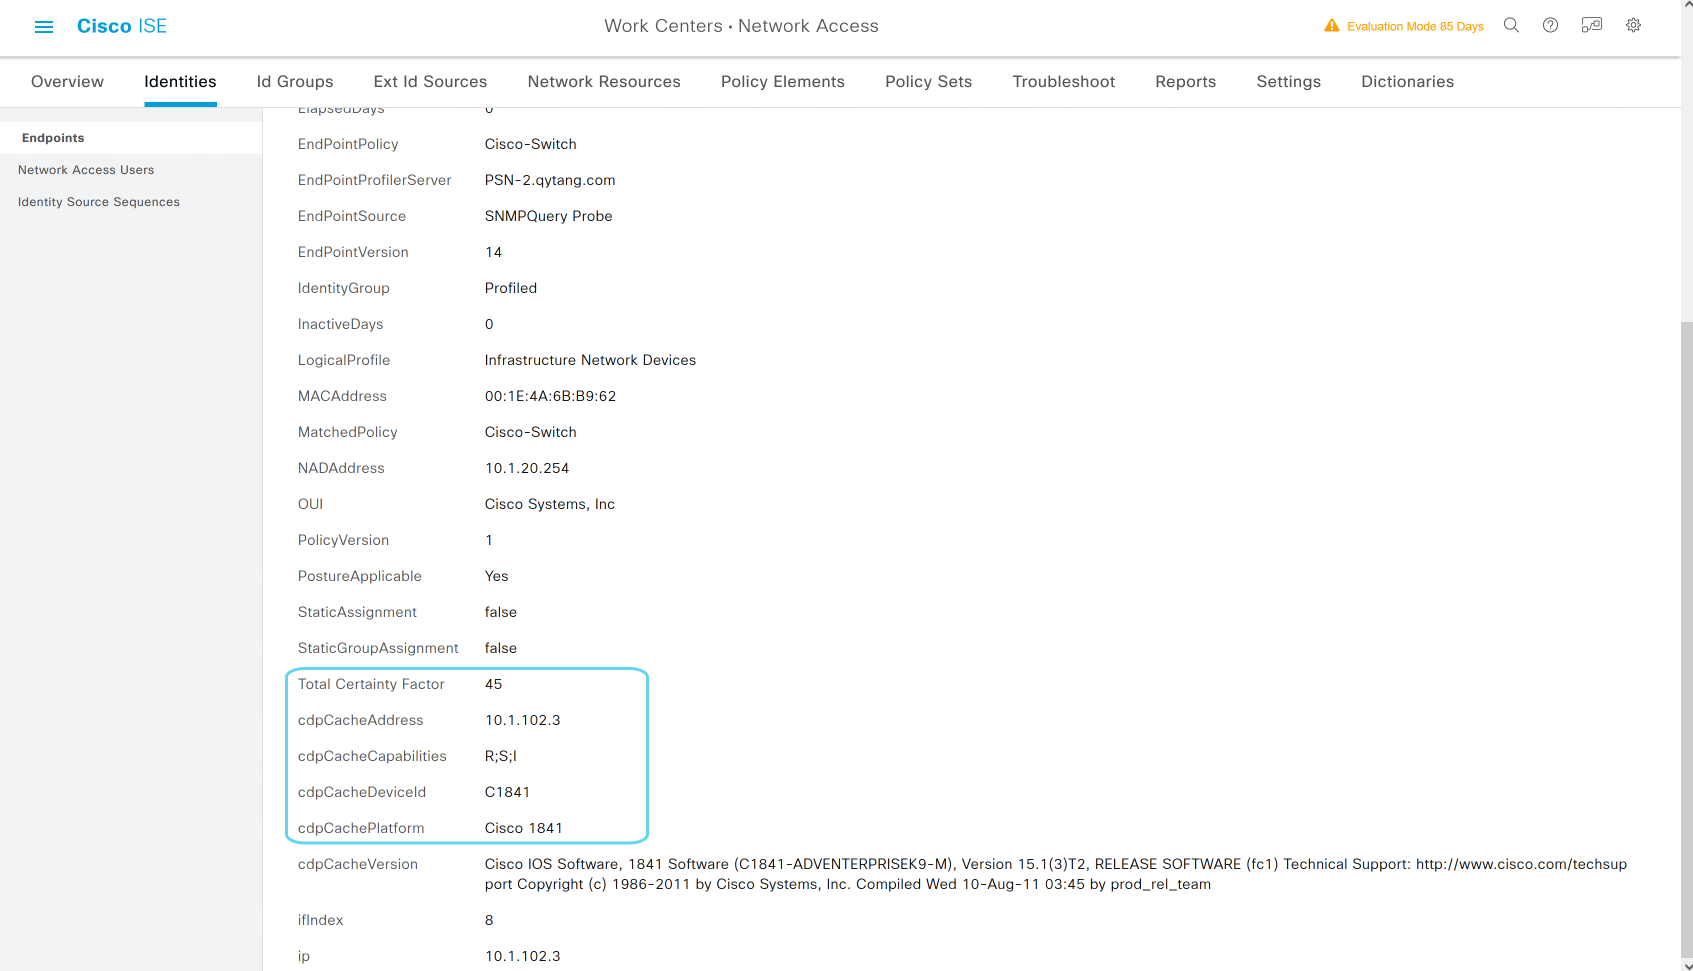 Cisco ISE
Work Centers · Network Access
Evaluation Mode 85 Days
Overview
Identities
Id Groups
Ext Id Sources
Network Resources
Policy Elements
Policy Sets
Troubleshoot
Reports
Settings
Dictionaries
Endpoints
Network Access Users
Identity Source Sequences
ElapsedDays 0
EndPointPolicy Cisco-Switch
EndPointProfilerServer PSN-2.qytang.com
EndPointSource SNMPQuery Probe
EndPointVersion 14
IdentityGroup Profiled
InactiveDays 0
LogicalProfile Infrastructure Network Devices
MACAddress 00:1E:4A:6B:B9:62
MatchedPolicy Cisco-Switch
NADAddress 10.1.20.254
OUI Cisco Systems, Inc
PolicyVersion 1
PostureApplicable Yes
StaticAssignment false
StaticGroupAssignment false
Total Certainty Factor 45
cdpCacheAddress 10.1.102.3
cdpCacheCapabilities R;S;I
cdpCacheDeviceId C1841
cdpCachePlatform Cisco 1841
cdpCacheVersion Cisco IOS Software, 1841 Software (C1841-ADVENTERPRISEK9-M), Version 15.1(3)T2, RELEASE SOFTWARE (fc1) Technical Support: http://www.cisco.com/techsup
port Copyright (c) 1986-2011 by Cisco Systems, Inc. Compiled Wed 10-Aug-11 03:45 by prod_rel_team
ifIndex 8
ip 10.1.102.3